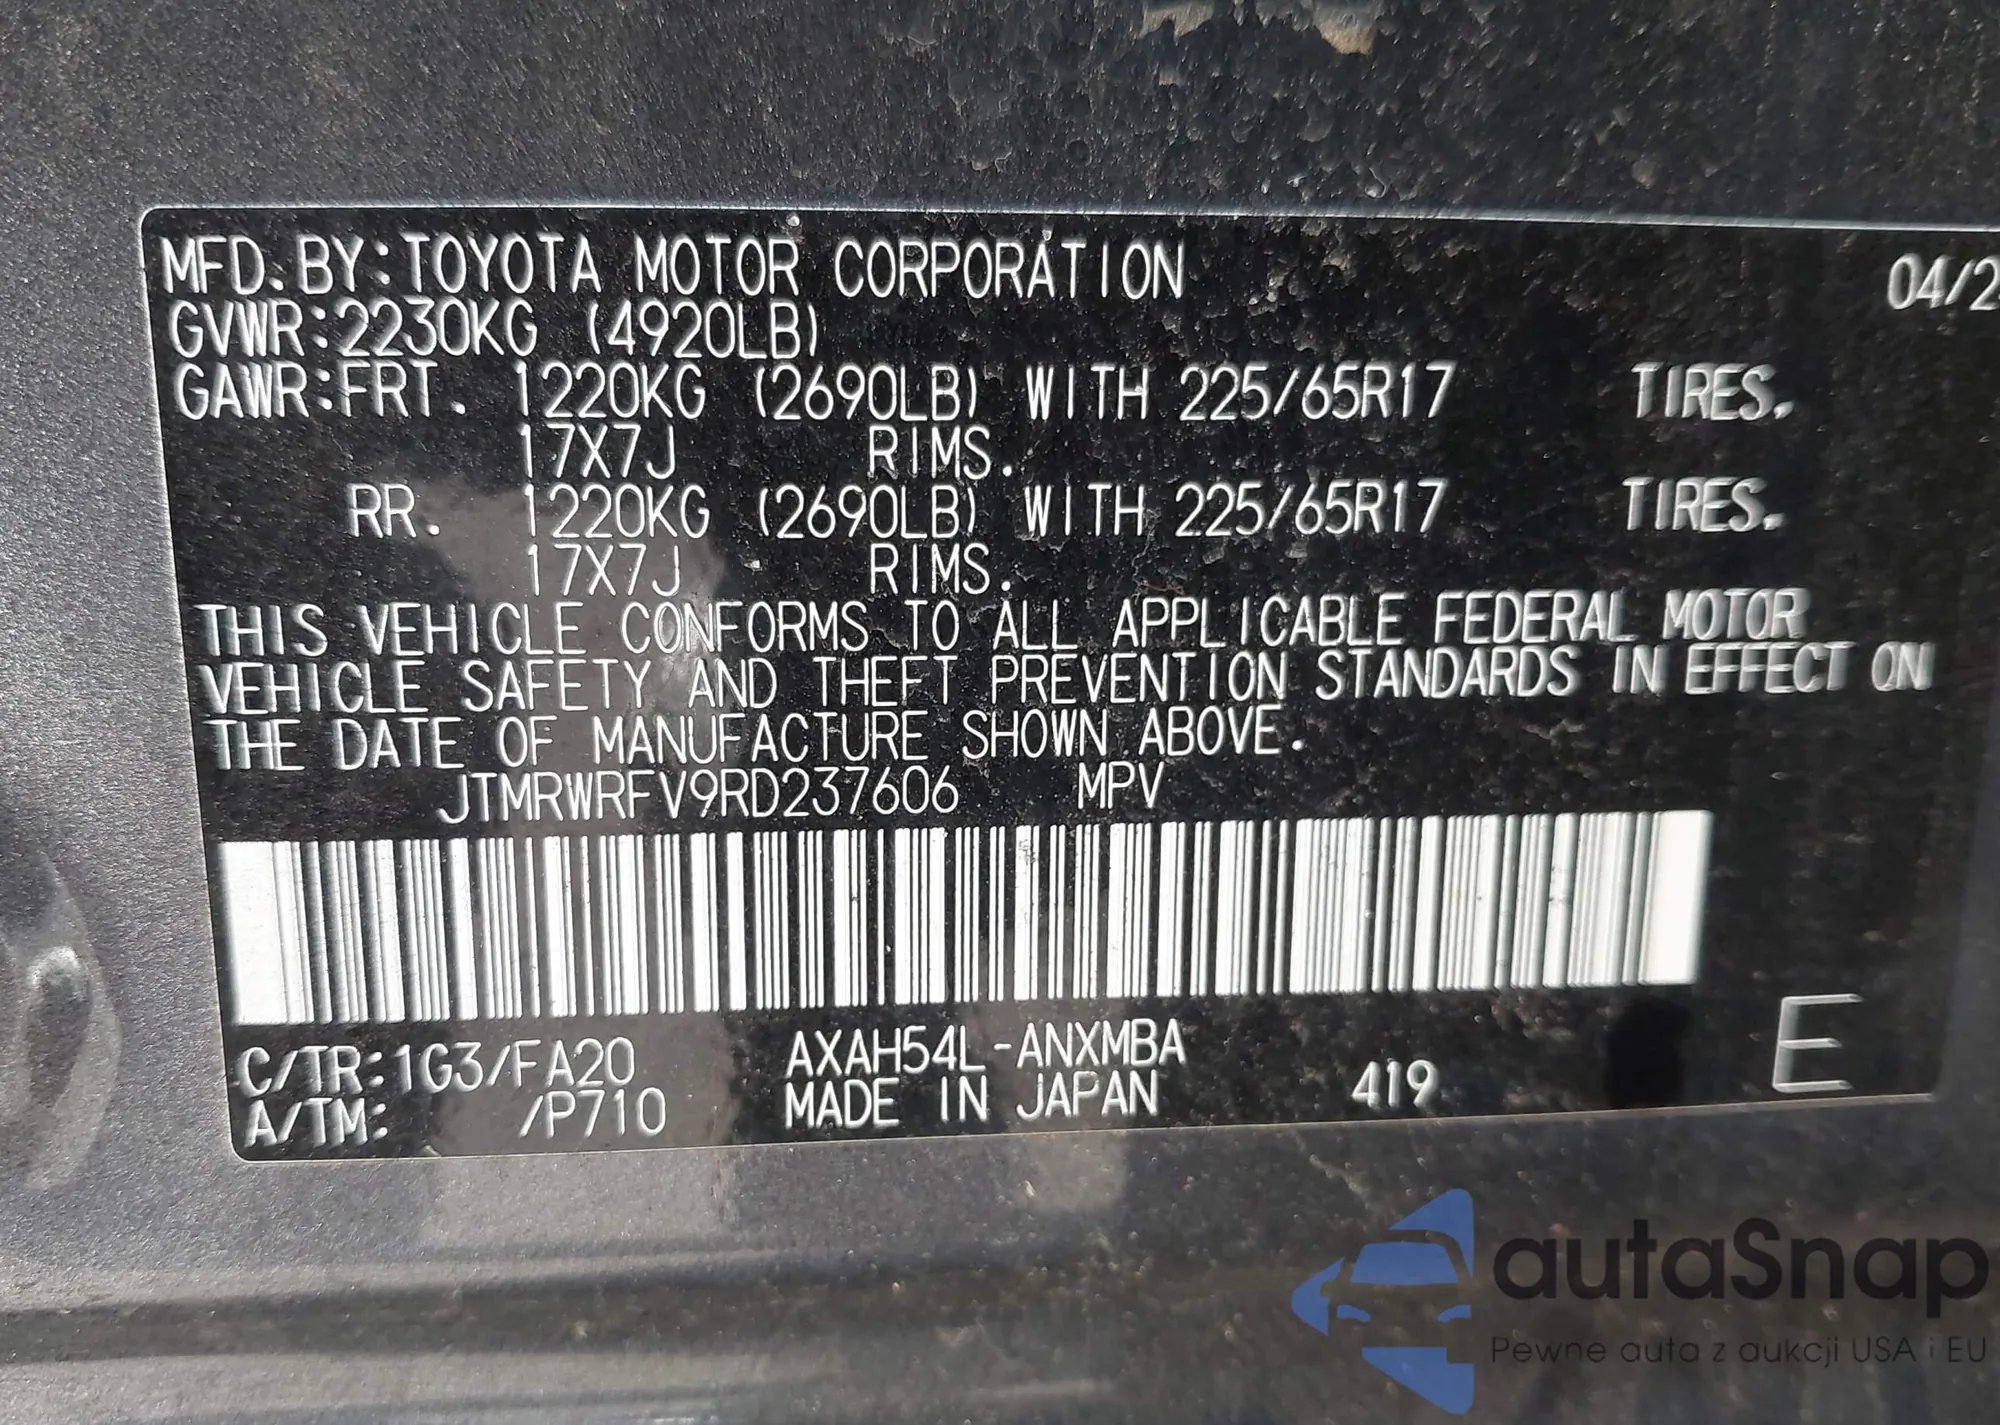 MFD. BY:TOYOTA MOTOR CORPORATION 04/2
GVWR:2230KG (4920LB)
GAWR:FRT. 1220KG (2690LB) WITH 225/65R17 TIRES.
17X7J RIMS.
RR. 1220KG (2690LB) WITH 225/65R17 TIRES.
17X7J RIMS.
THIS VEHICLE CONFORMS TO ALL APPLICABLE FEDERAL MOTOR
VEHICLE SAFETY AND THEFT PREVENTION STANDARDS IN EFFECT ON
THE DATE OF MANUFACTURE SHOWN ABOVE.
JTMRWRFV9RD237606 MPV
C/TR:1G3/FA20 AXAH54L-ANXMBA
A/TM: /P710 MADE IN JAPAN 419 E
autaSnap
Pewne auta z aukcji USA i EU